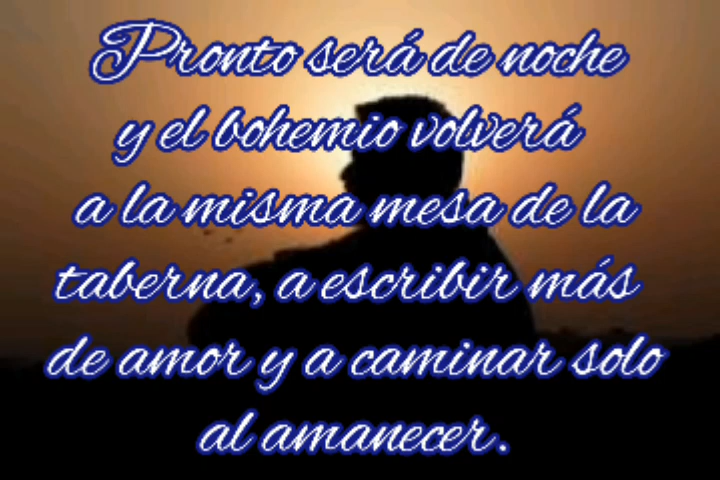 Pronto será de noche
y el bohemio volverá
a la misma mesa de la
taberna, a escribir más
de amor y a caminar solo
al amanecer.